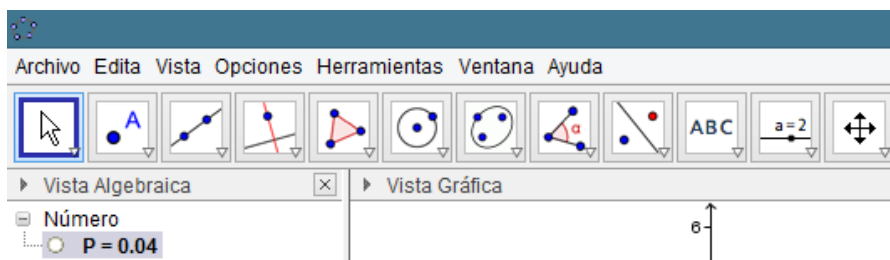 Archivo Edita Vista Opciones Herramientas Ventana Ayuda
A α ABC a=2
Vista Algebraica Vista Gráfica
Número
P = 0.04
6